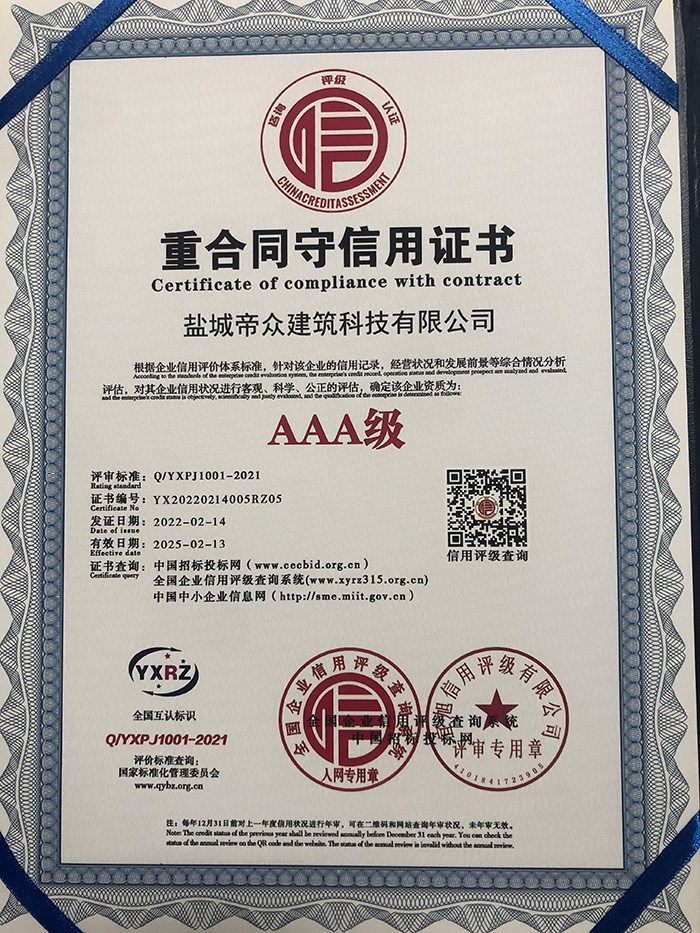 咨询 评级 认证
CHINACREDITASSESSMENT
重合同守信用证书
Certificate of compliance with contract
盐城帝众建筑科技有限公司
根据企业信用评价体系标准，针对该企业的信用记录，经营状况和发展前景等综合情况分析
According to the standards of the enterprise credit evaluation system, the enterprise's credit record, operation status and development prospect are analyzed and evaluated,
评估，对其企业信用状况进行客观、科学、公正的评估，确定该企业资质为：
and the enterprise's credit status is objectively, scientifically and justly evaluated, and the qualification of the enterprise is determined as follows:
AAA级
评审标准：Q/YXPJ1001-2021
Rating standard
证书编号：YX20220214005RZ05
Certificate No
发证日期：2022-02-14
Date of issue
有效日期：2025-02-13
Effective date
证书查询：中国招标投标网（www.cecbid.org.cn）
Certificate query
全国企业信用评级查询系统(www.xyrz315.org.cn)
中国中小企业信息网（http://sme.miit.gov.cn）
信用评级查询
YXRZ
全国互认标识
Q/YXPJ1001-2021
评价标准查询：
国家标准化管理委员会
www.qybz.org.cn
全国企业信用评级查询系统
入网专用章
全国企业信用评级查询系统
中国招标投标网
旭信用评级有限公司
评审专用章
4101841723905
注：每年12月31日前对上一年度信用状况进行年审，可在二维码和网站查询年审状况，未年审无效。
Note: The credit status of the previous year shall be reviewed annually before December 31 each year. You can check the
status of the annual review on the QR code and the website. The status of the annual review is invalid without the annual review.